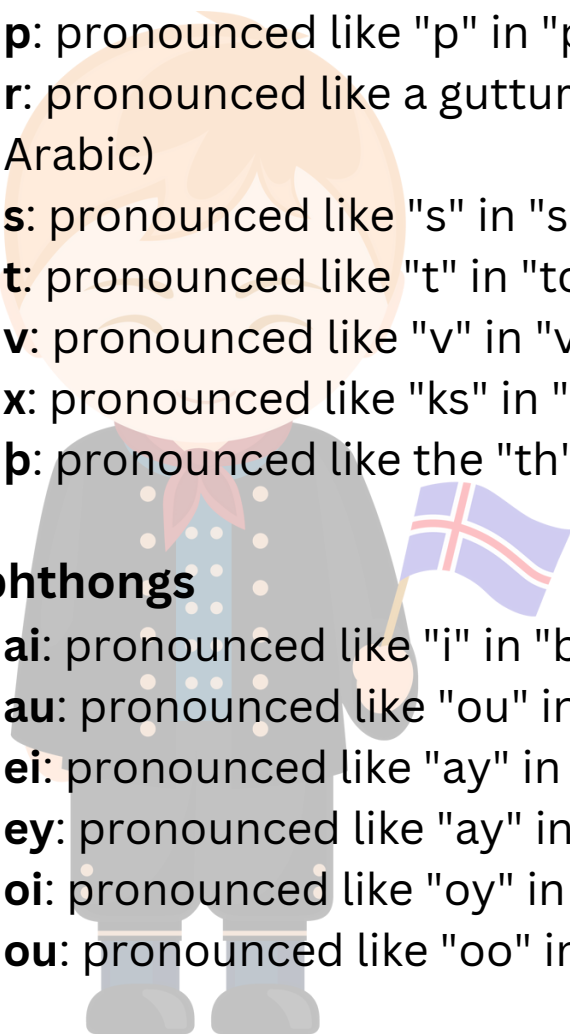 p: pronounced like "p" in "p
r: pronounced like a guttur
Arabic)
s: pronounced like "s" in "s
t: pronounced like "t" in "to
v: pronounced like "v" in "v
x: pronounced like "ks" in "
þ: pronounced like the "th"
phthongs
ai: pronounced like "i" in "b
au: pronounced like "ou" in
ei: pronounced like "ay" in
ey: pronounced like "ay" in
oi: pronounced like "oy" in
ou: pronounced like "oo" in